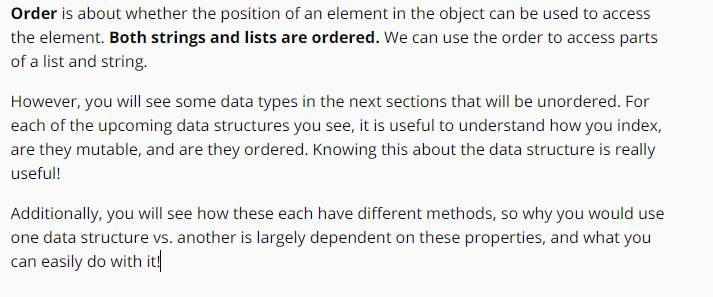 Order is about whether the position of an element in the object can be used to access
the element. Both strings and lists are ordered. We can use the order to access parts
of a list and string.
However, you will see some data types in the next sections that will be unordered. For
each of the upcoming data structures you see, it is useful to understand how you index,
are they mutable, and are they ordered. Knowing this about the data structure is really
useful!
Additionally, you will see how these each have different methods, so why you would use
one data structure vs. another is largely dependent on these properties, and what you
can easily do with it!